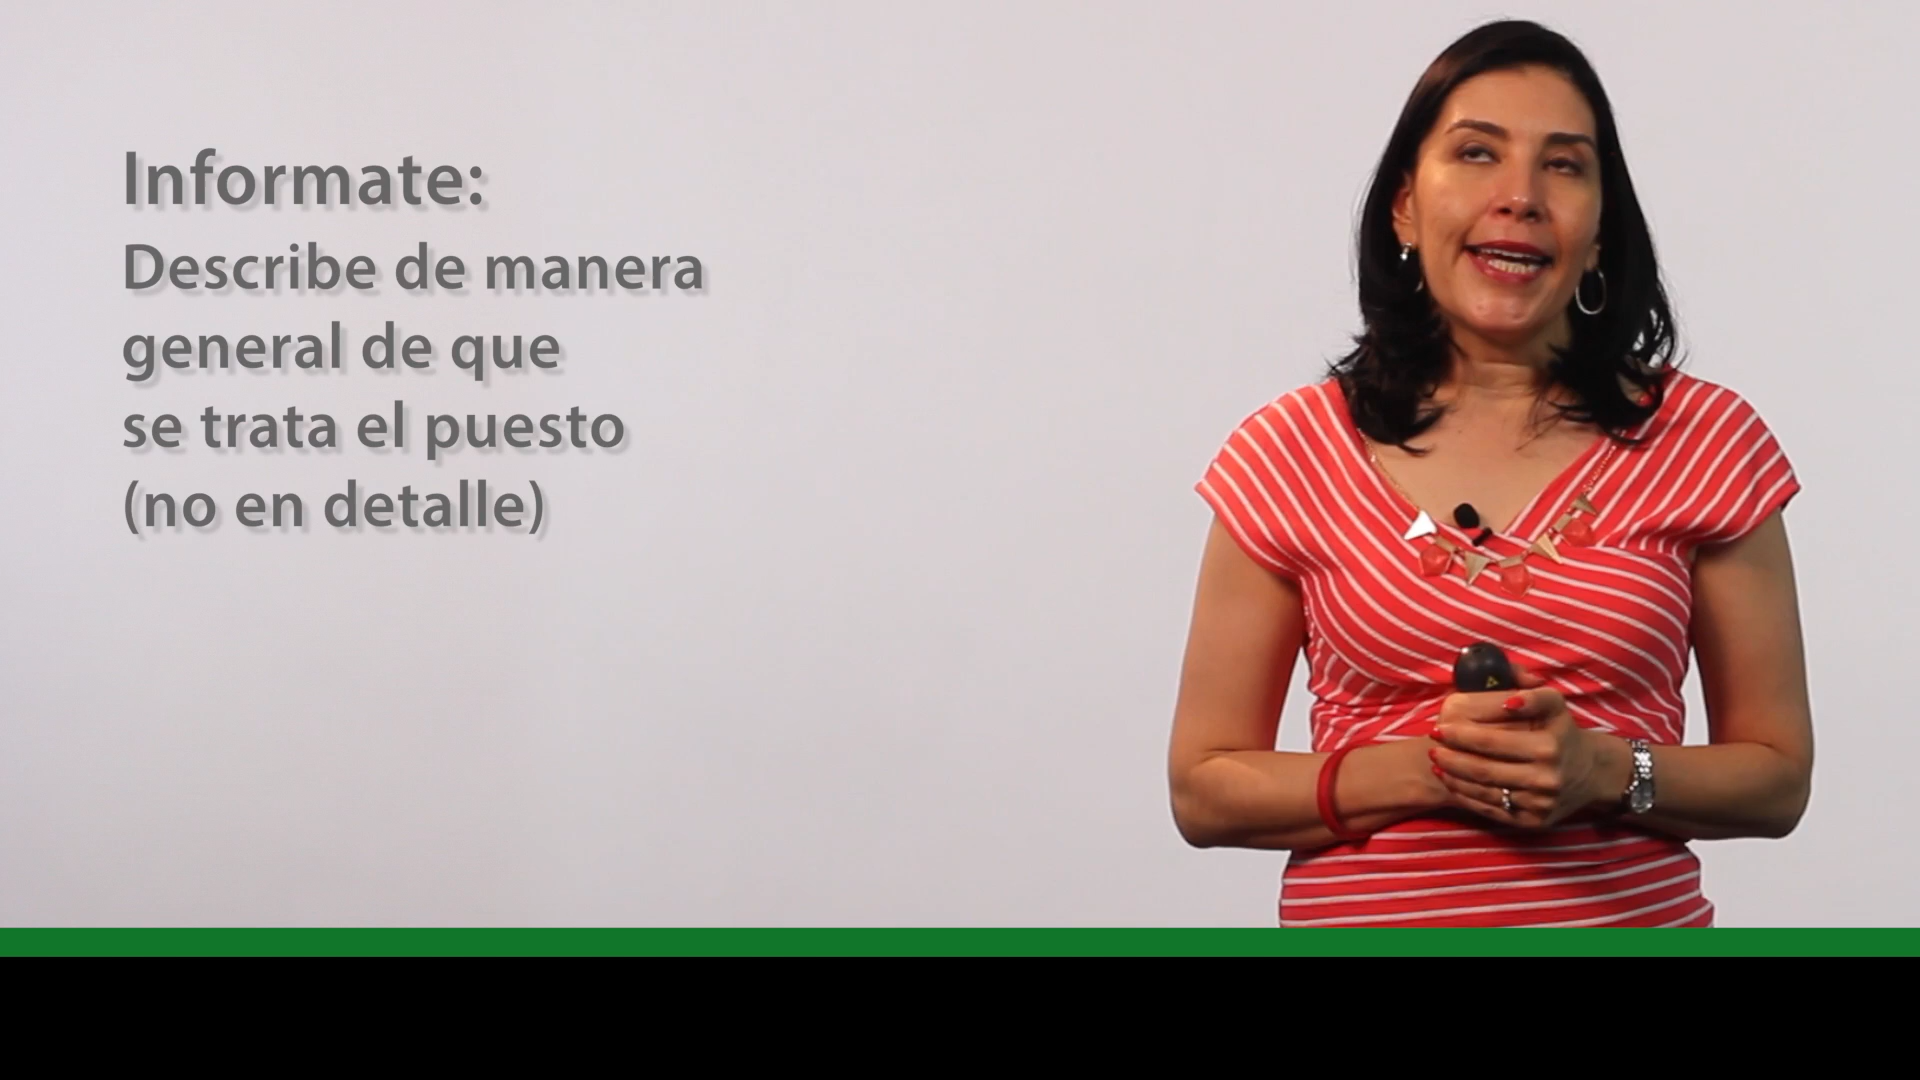 Informate:
Describe de manera
general de que
se trata el puesto
(no en detalle)